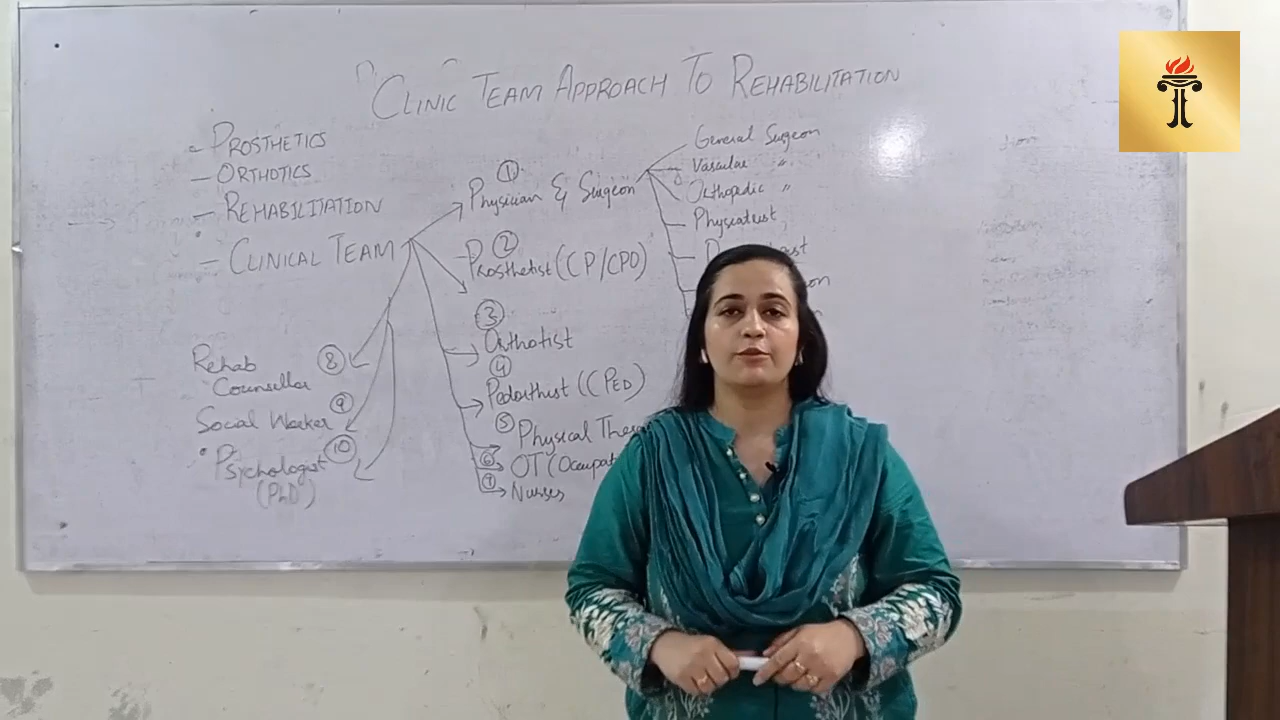 CLINIC TEAM APPROACH TO REHABILITATION
- PROSTHETICS
- ORTHOTICS
- REHABILITATION
- CLINICAL TEAM
① Physician & Surgeon
General Surgeon
Vascular "
Orthopedic "
Physiatrist
② Prosthetist (CP/CPO)
③ Orthotist
④ Pedorthist (CPED)
⑤ Physical Thera
⑥ OT (Occupat
⑦ Nurses
Rehab ⑧
Counsellor
Social Worker ⑨
Psychologist ⑩
(PhD)